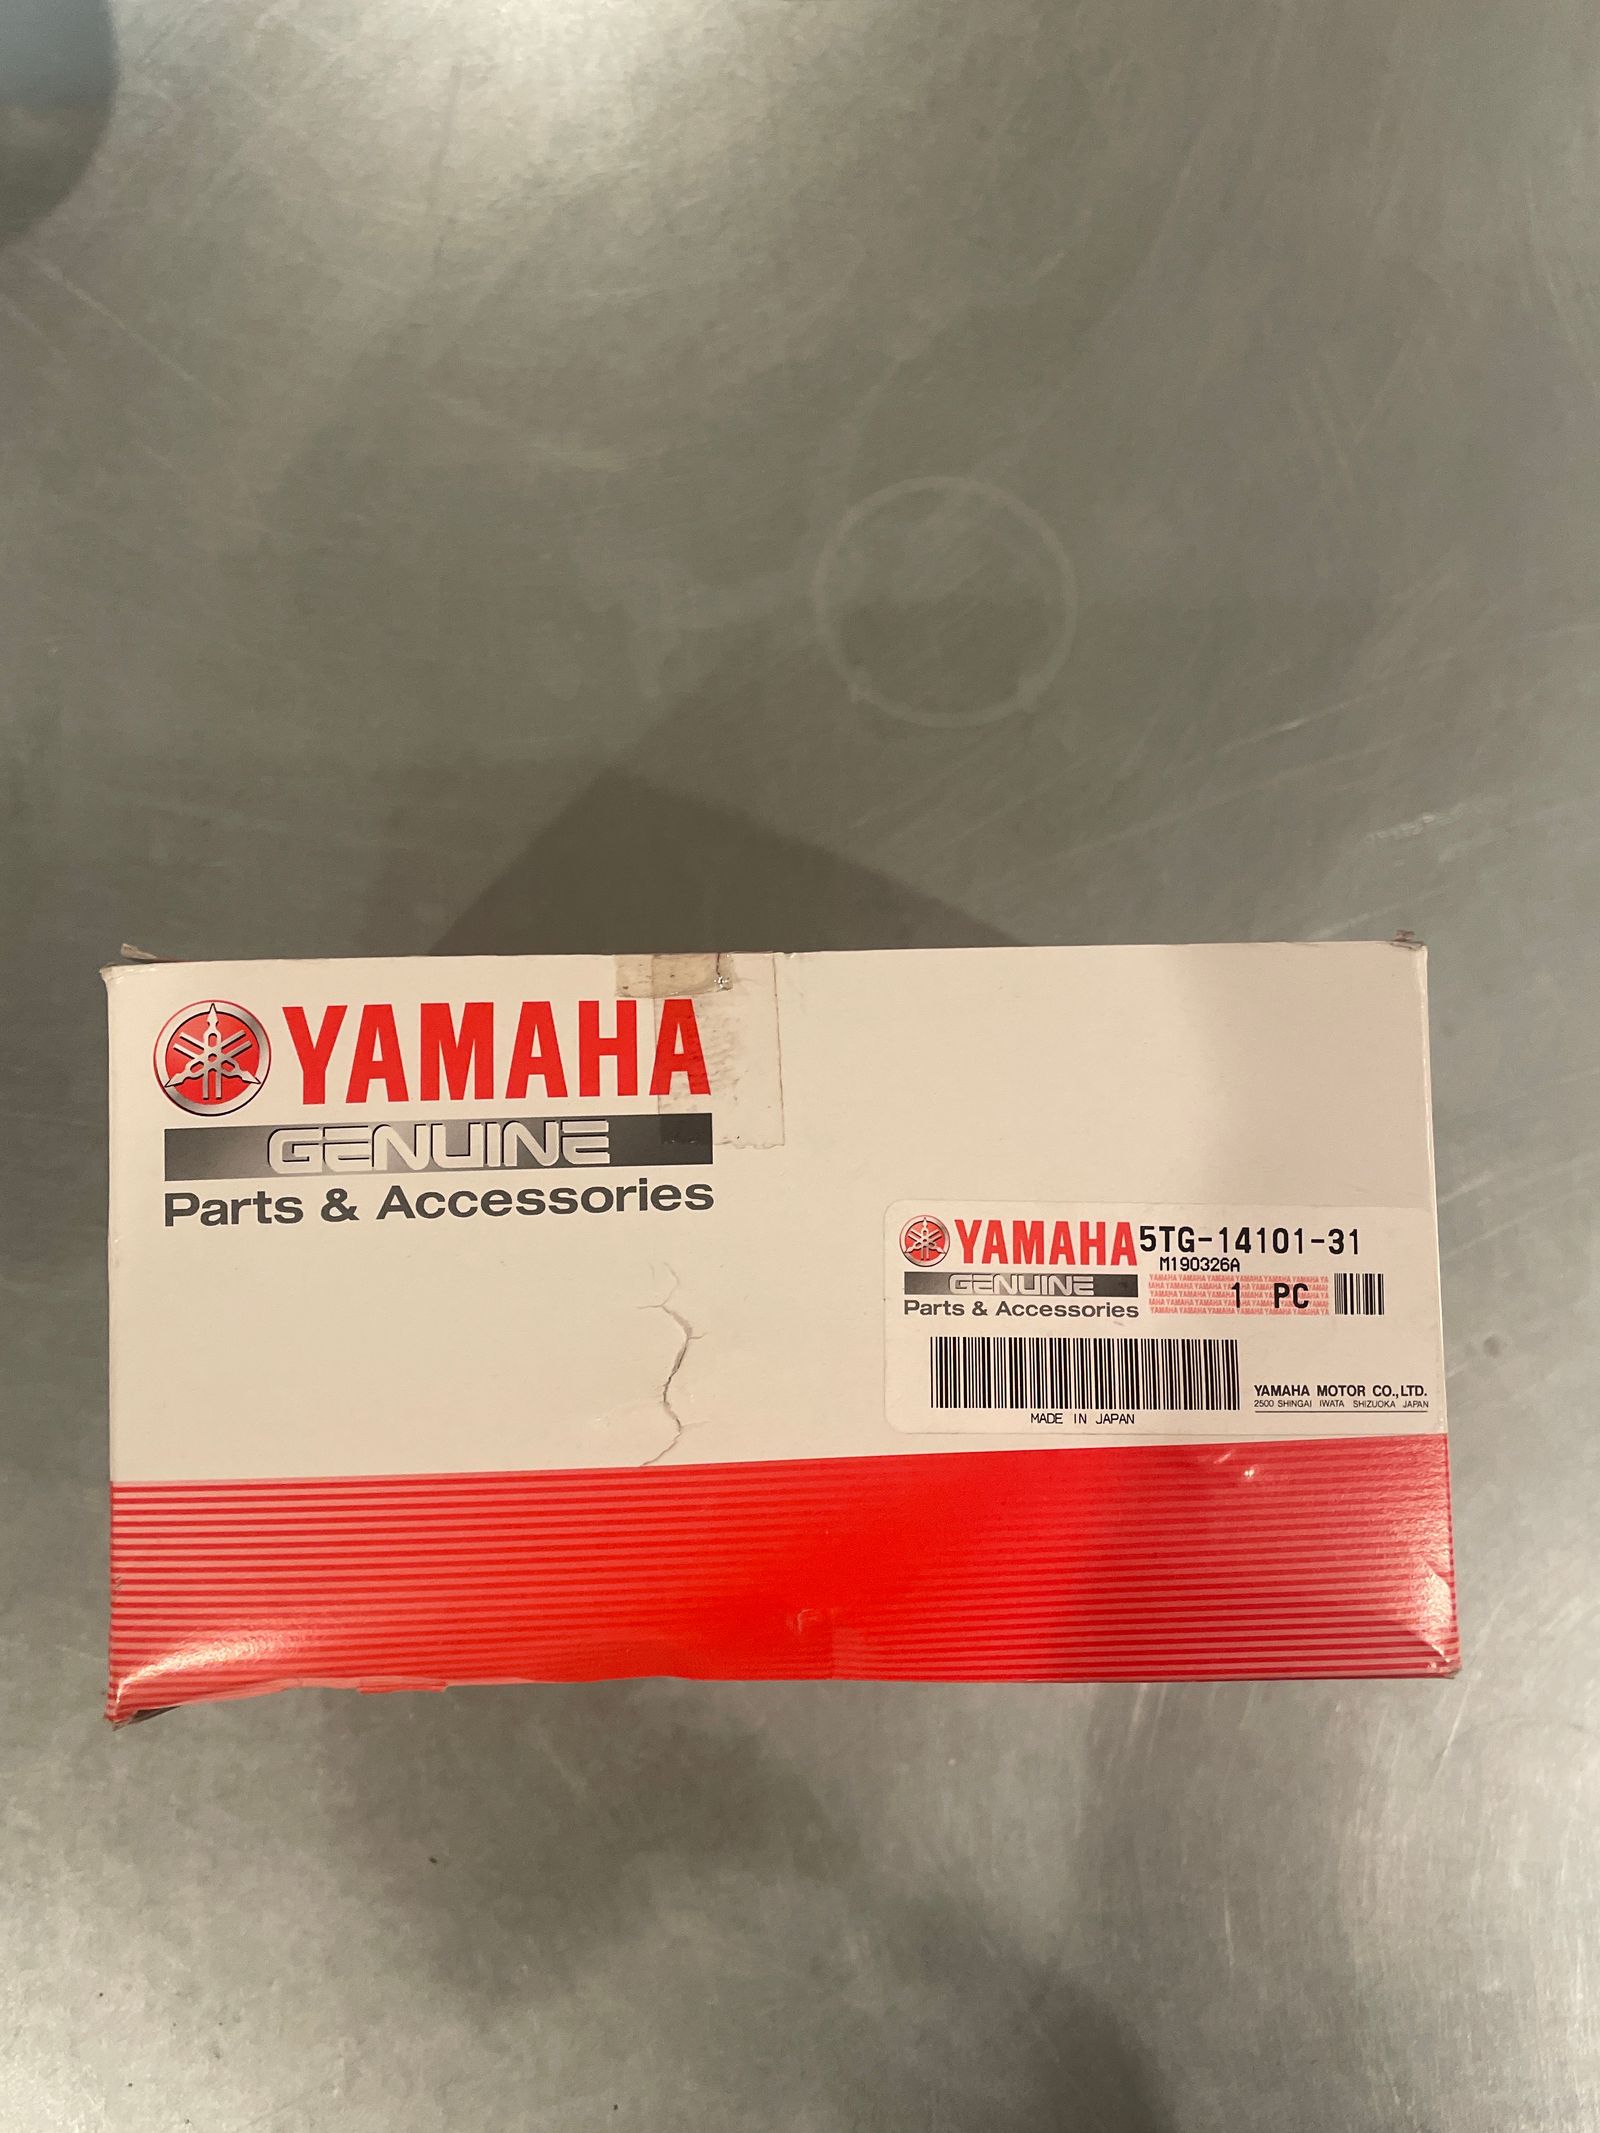 YAMAHA
GENUINE
Parts & Accessories
YAMAHA 5TG-14101-31
M190326A
GENUINE
1 PC
Parts & Accessories
MADE IN JAPAN
YAMAHA MOTOR CO.,LTD.
2500 SHINGAI IWATA SHIZUOKA JAPAN